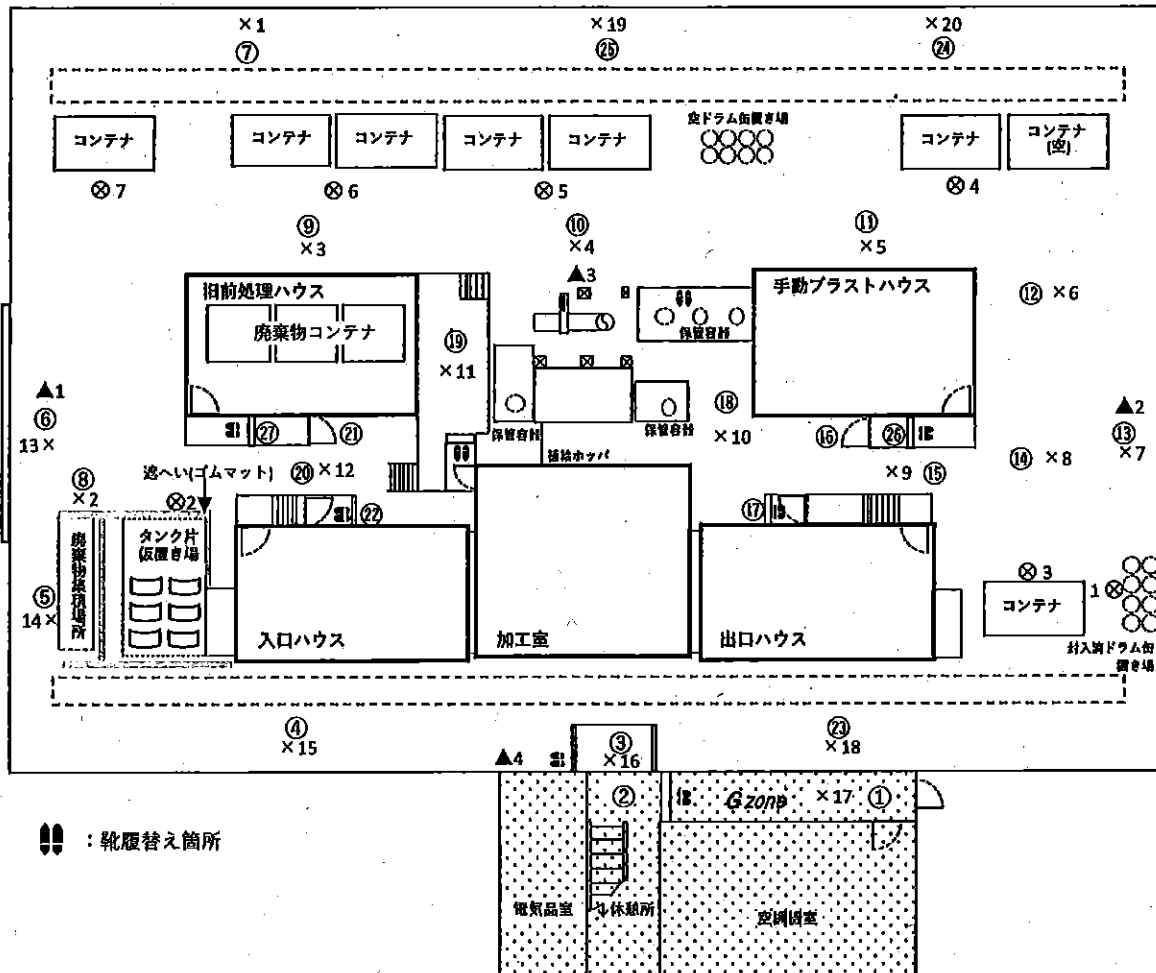 ×1
⑦
×19
㉕
×20
㉔
コンテナ
コンテナ
コンテナ
コンテナ
コンテナ
空ドラム缶置き場
コンテナ
コンテナ
(空)
⊗7
⊗6
⊗5
⊗4
⑨
×3
⑩
×4
⑪
×5
▲3
旧前処理ハウス
廃棄物コンテナ
手動ブラストハウス
⑫ ×6
保管容器
⑲
×11
▲1
⑥
13×
▲2
⑬
×7
⑱
×10
保管容器
保管容器
㉗
㉑
⑯
㉖
補給ホッパ
⑳ ×12
×9 ⑮
⑭ ×8
遮へい(ゴムマット)
⑧
×2
⊗2
㉒
⑰
タンク片
仮置き場
廃棄物集積場所
⑤
14×
入口ハウス
加工室
出口ハウス
⊗3
コンテナ
1⊗
封入済ドラム缶
置き場
④
×15
③
×16
㉓
×18
▲4
②
G zone
×17
①
:靴履替え箇所
電気品室
休憩所
空調機室